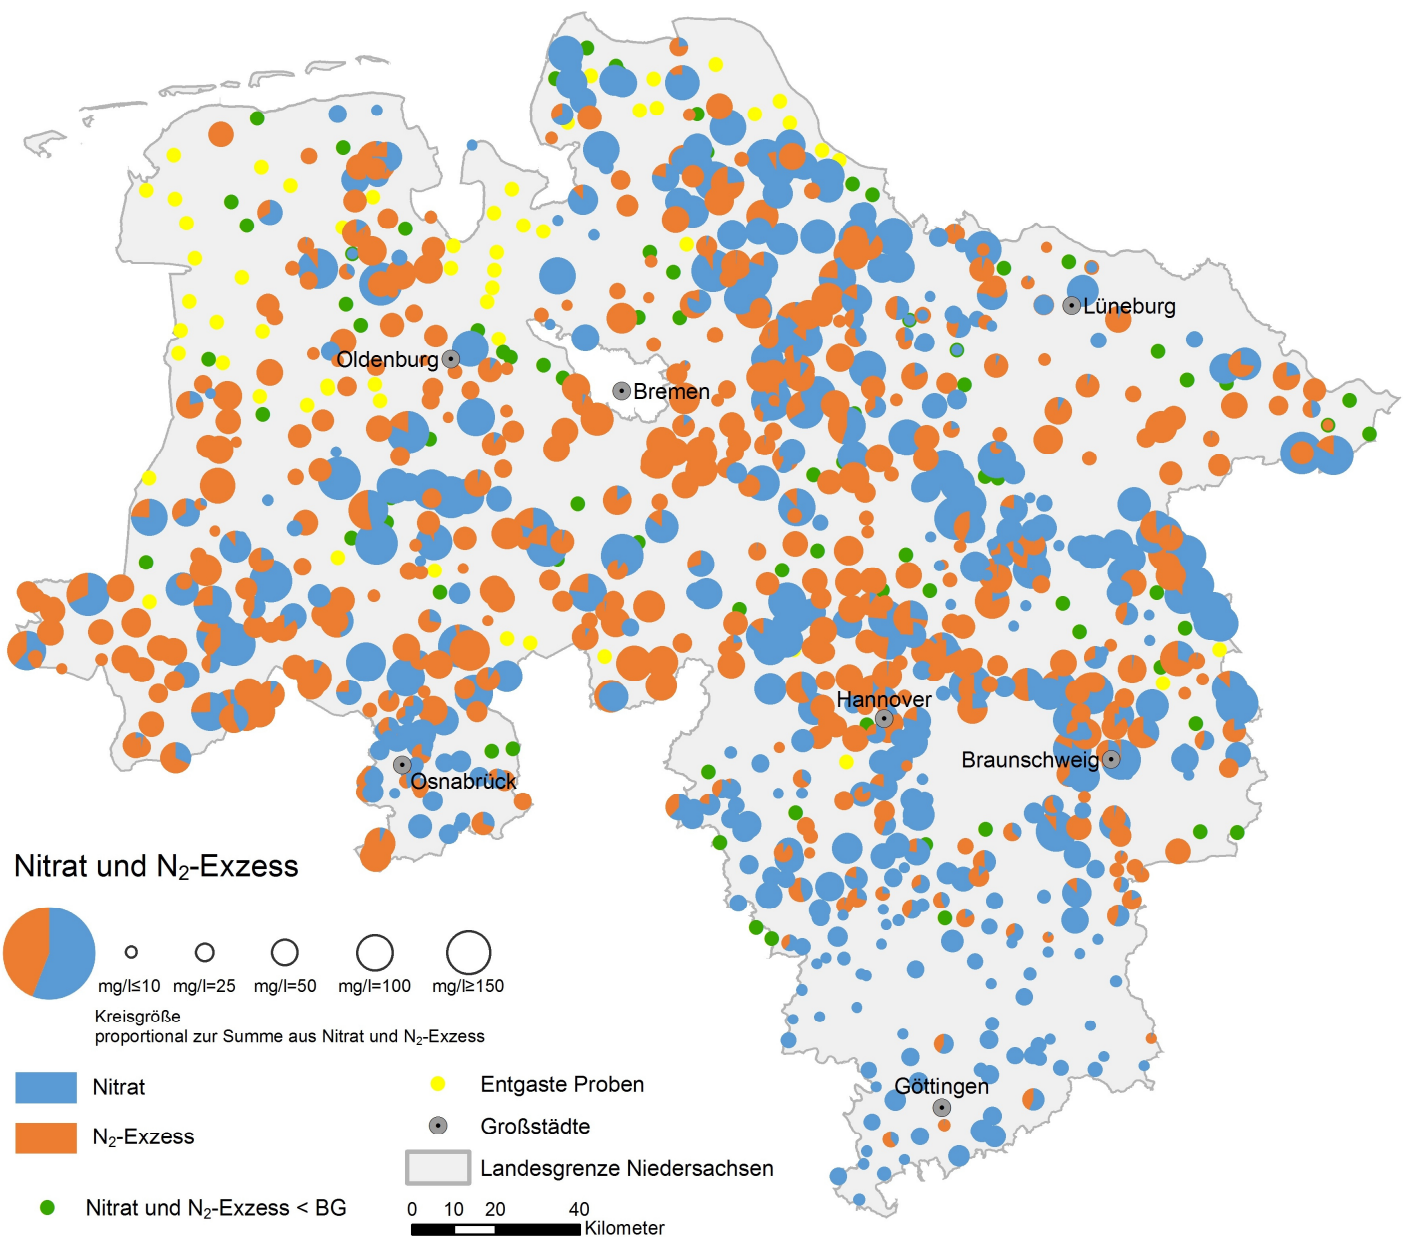 Lüneburg
Oldenburg
Bremen
Hannover
Braunschweig
Osnabrück
Göttingen
Nitrat und N₂-Exzess
mg/l≤10 mg/l=25 mg/l=50 mg/l=100 mg/l≥150
Kreisgröße
proportional zur Summe aus Nitrat und N₂-Exzess
Nitrat
N₂-Exzess
Nitrat und N₂-Exzess < BG
Entgaste Proben
Großstädte
Landesgrenze Niedersachsen
0 10 20 40
Kilometer